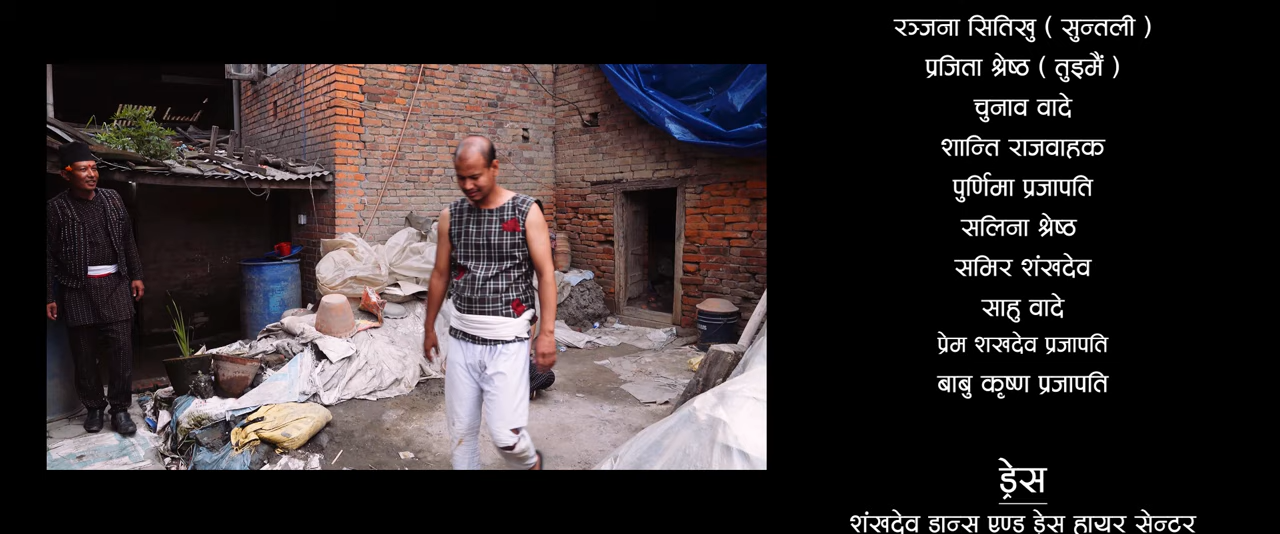 रञ्जना सितिखु ( सुन्तली )
प्रजिता श्रेष्ठ ( तुइमैं )
चुनाव वादे
शान्ति राजवाहक
पुर्णिमा प्रजापति
सलिना श्रेष्ठ
समिर शंखदेव
साहु वादे
प्रेम शखदेव प्रजापति
बाबु कृष्ण प्रजापति
ड्रेस
शंखदेव डान्स एण्ड ड्रेस हायर सेन्टर